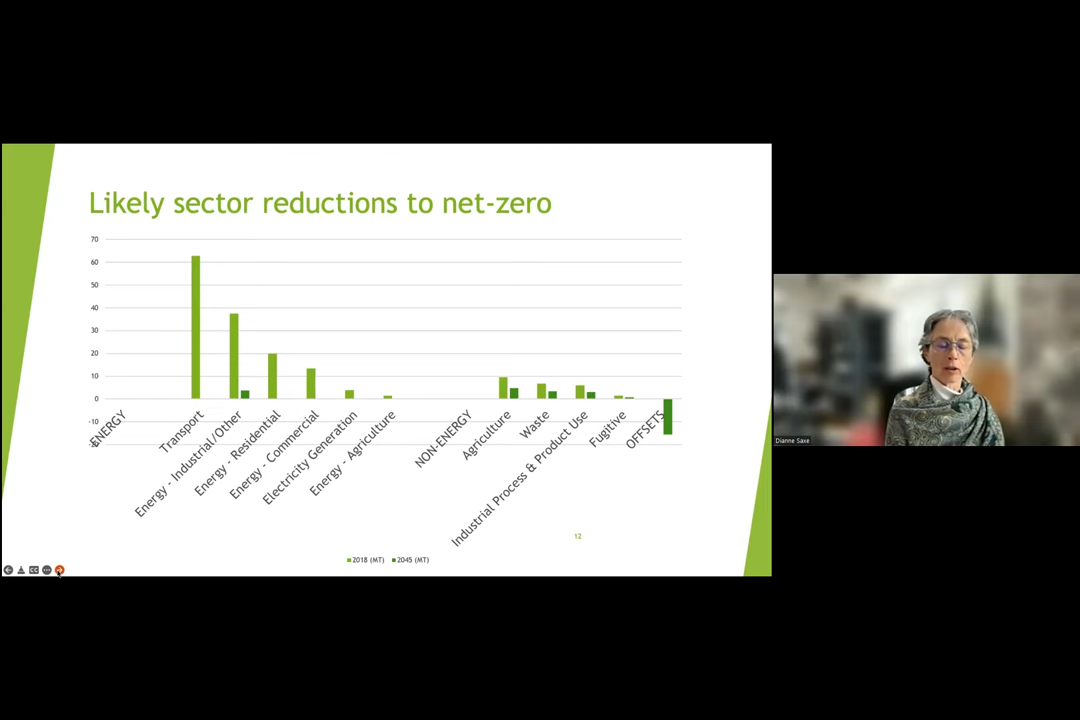 Likely sector reductions to net-zero
70
60
50
40
30
20
10
0
-10
ENERGY
Transport
Energy - Industrial/Other
Energy - Residential
Energy - Commercial
Electricity Generation
Energy - Agriculture
NON-ENERGY
Agriculture
Waste
Industrial Process & Product Use
Fugitive
OFFSETS
12
2018 (MT) 2045 (MT)
CC
Dianne Saxe